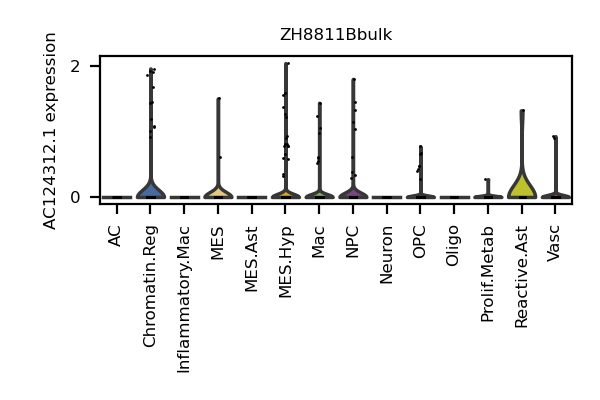 ZH8811Bbulk
AC124312.1 expression
2
0
AC
Chromatin.Reg
Inflammatory.Mac
MES
MES.Ast
MES.Hyp
Mac
NPC
Neuron
OPC
Oligo
Prolif.Metab
Reactive.Ast
Vasc